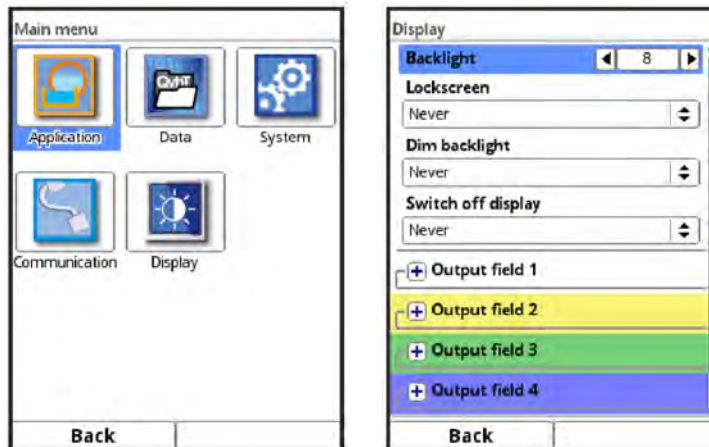 Main menu
QvhT
Application
Data
System
Communication
Display
Back
Display
Backlight
8
Lockscreen
Never
Dim backlight
Never
Switch off display
Never
Output field 1
Output field 2
Output field 3
Output field 4
Back